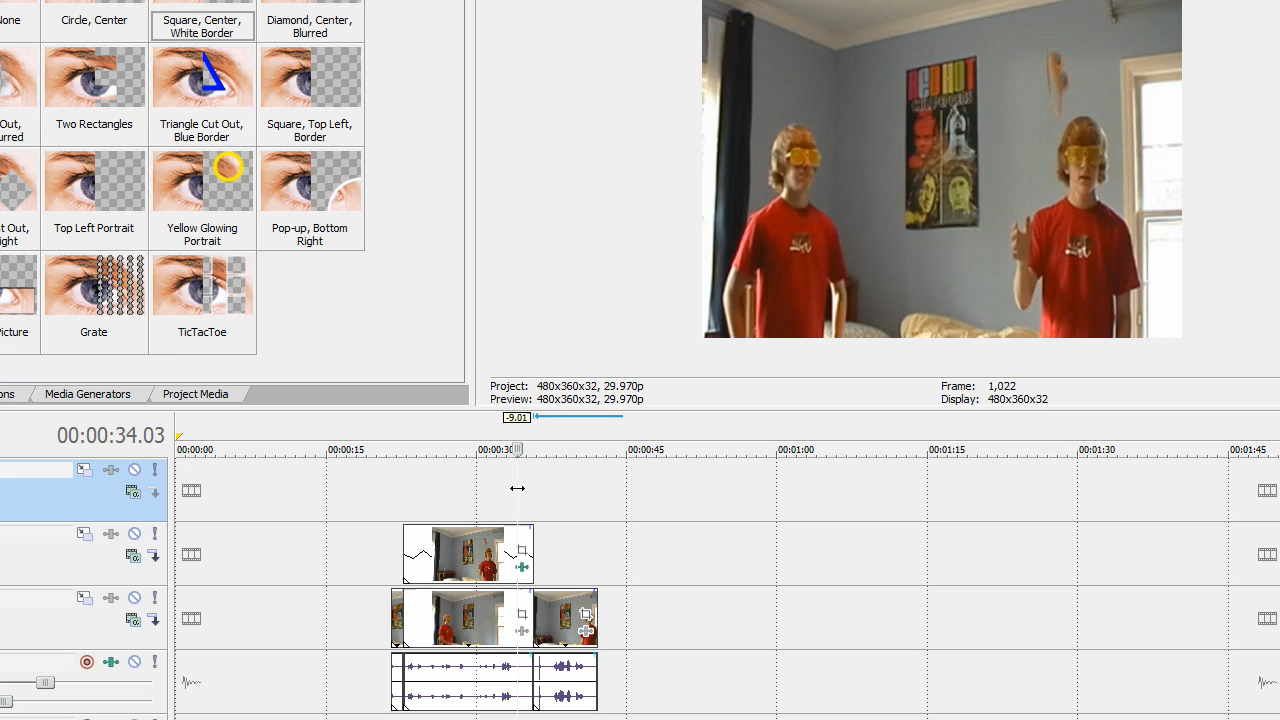 None
Circle, Center
Square, Center,
White Border
Diamond, Center,
Blurred
Out,
urred
Two Rectangles
Triangle Cut Out,
Blue Border
Square, Top Left,
Border
t Out,
ight
Top Left Portrait
Yellow Glowing
Portrait
Pop-up, Bottom
Right
Picture
Grate
TicTacToe
ons
Media Generators
Project Media
RED HOT
Project: 480x360x32, 29.970p
Frame: 1,022
Preview: 480x360x32, 29.970p
Display: 480x360x32
-9.01
00:00:34.03
00:00:00
00:00:15
00:00:30
00:00:45
00:01:00
00:01:15
00:01:30
00:01:45